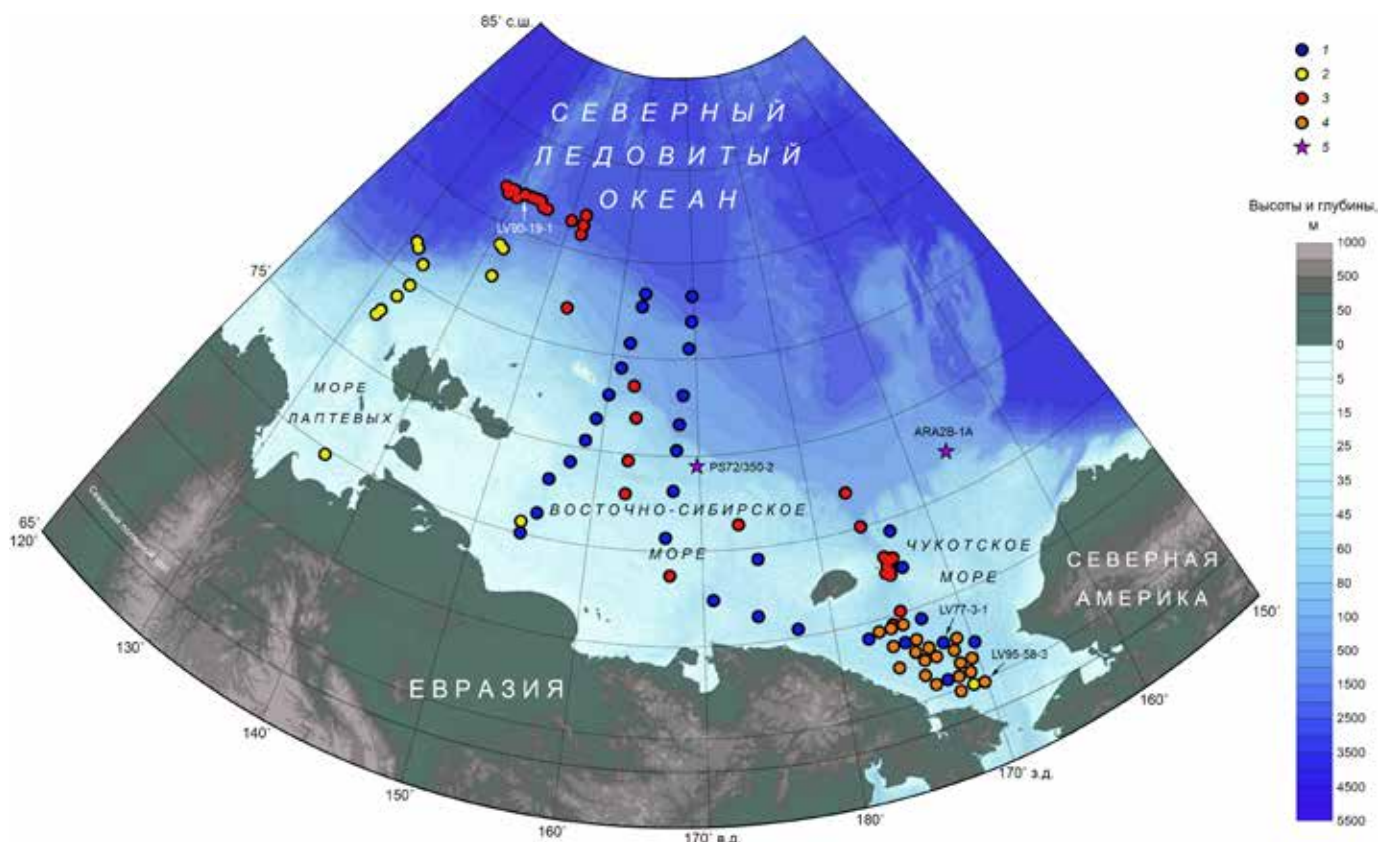 85˚ с.ш.
1
2
3
4
5
СЕВЕРНЫЙ
ЛЕДОВИТЫЙ
ОКЕАН
Высоты и глубины,
м
LV90-19-1
75˚
МОРЕ
ЛАПТЕВЫХ
ARA2B-1A
PS72/350-2
ВОСТОЧНО-СИБИРСКОЕ
МОРЕ
ЧУКОТСКОЕ
МОРЕ
СЕВЕРНАЯ
АМЕРИКА
LV77-3-1
LV95-58-3
65˚
120˚
ЕВРАЗИЯ
130˚
140˚
150˚
160˚
170˚ в.д.
180˚
170˚ з.д.
160˚
150˚
1000
500
50
0
5
15
25
35
45
60
80
100
500
1500
2500
3500
4500
5500